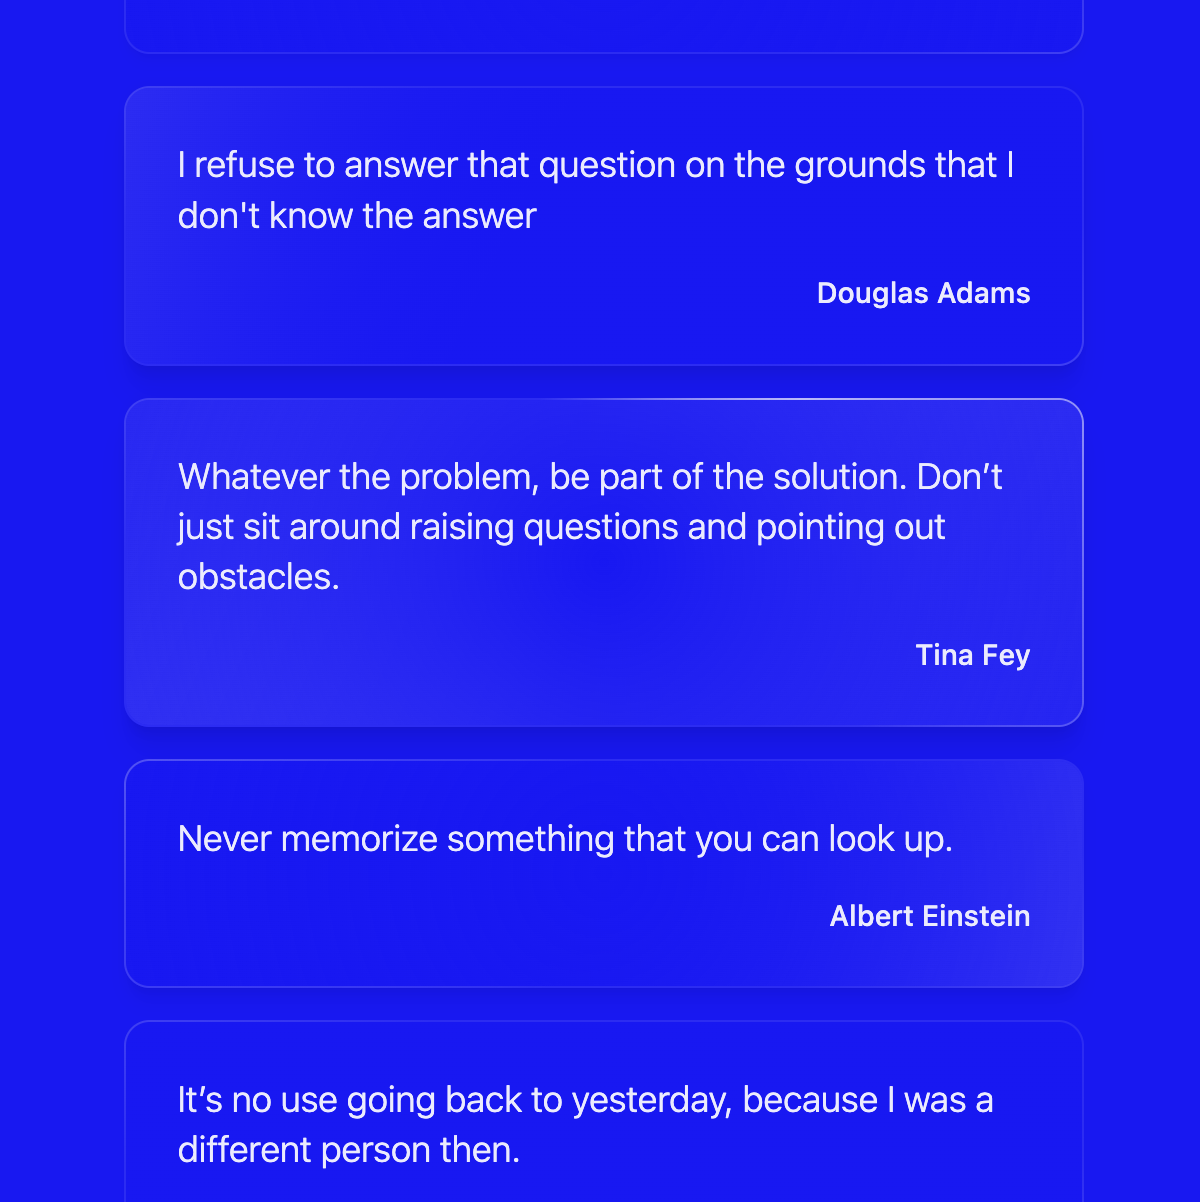 I refuse to answer that question on the grounds that I
don't know the answer
Douglas Adams
Whatever the problem, be part of the solution. Don’t
just sit around raising questions and pointing out
obstacles.
Tina Fey
Never memorize something that you can look up.
Albert Einstein
It’s no use going back to yesterday, because I was a
different person then.